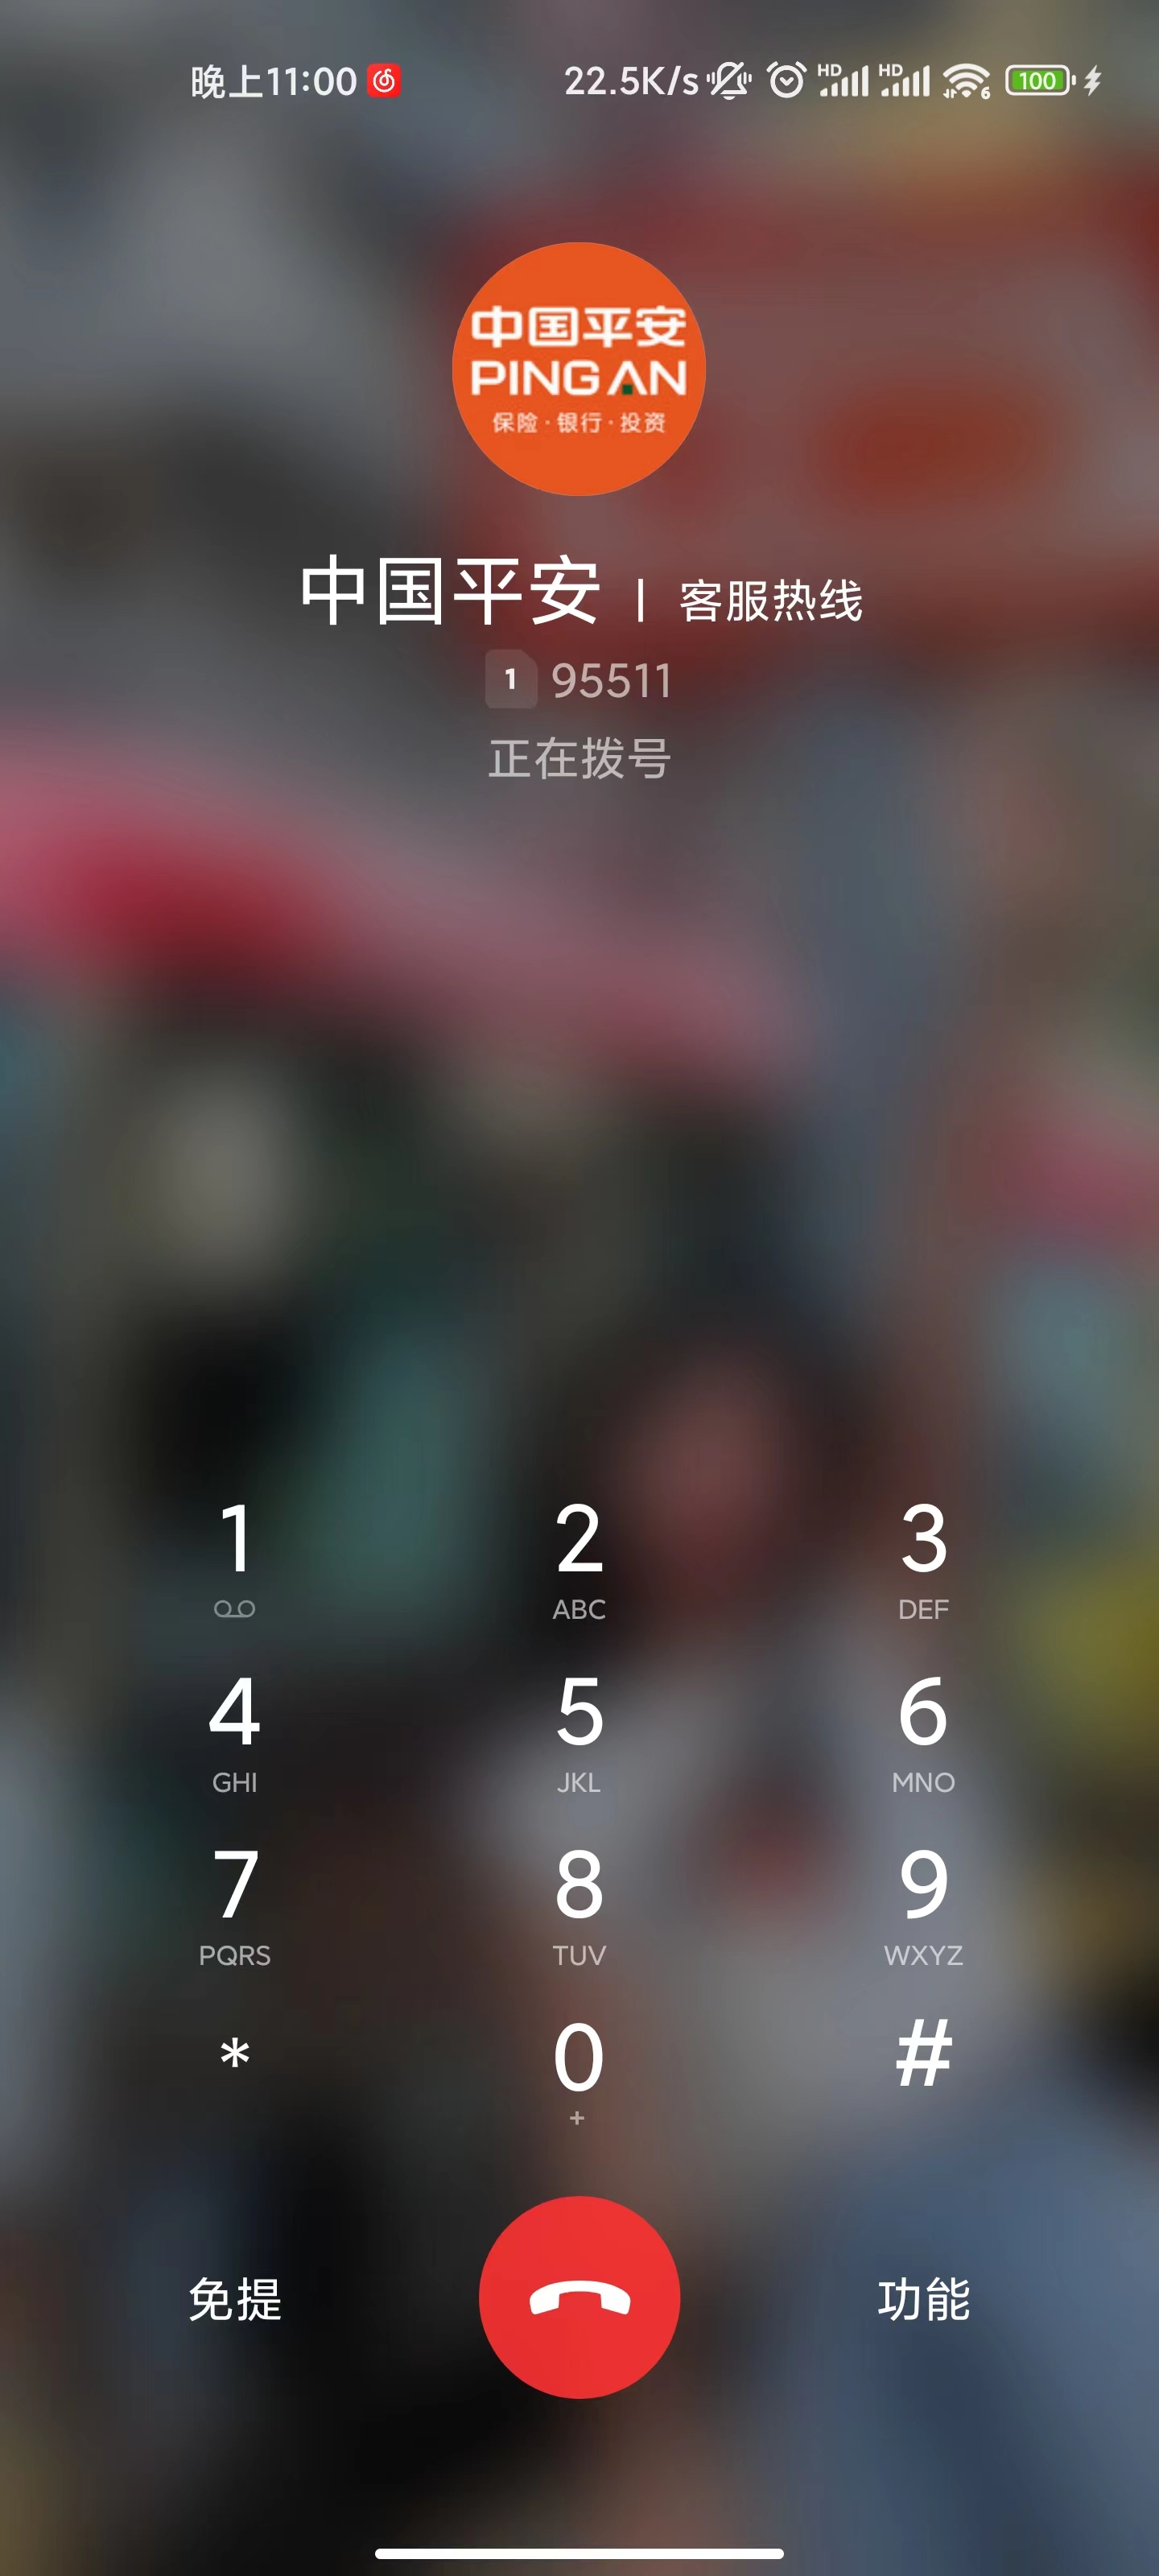 晚上11:00 22.5K/s HD HD 6 100
中国平安
PINGAN
保险·银行·投资
中国平安 | 客服热线
1 95511
正在拨号
1 2 3
ABC DEF
4 5 6
GHI JKL MNO
7 8 9
PQRS TUV WXYZ
* 0 #
+
免提 功能